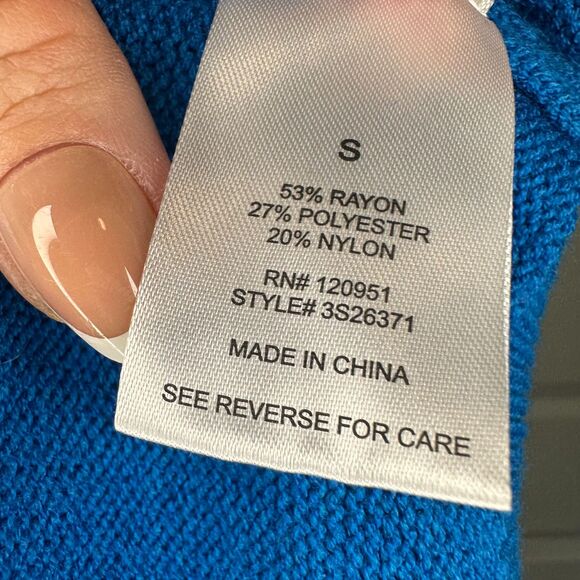 S
53% RAYON
27% POLYESTER
20% NYLON
RN# 120951
STYLE# 3S26371
MADE IN CHINA
SEE REVERSE FOR CARE